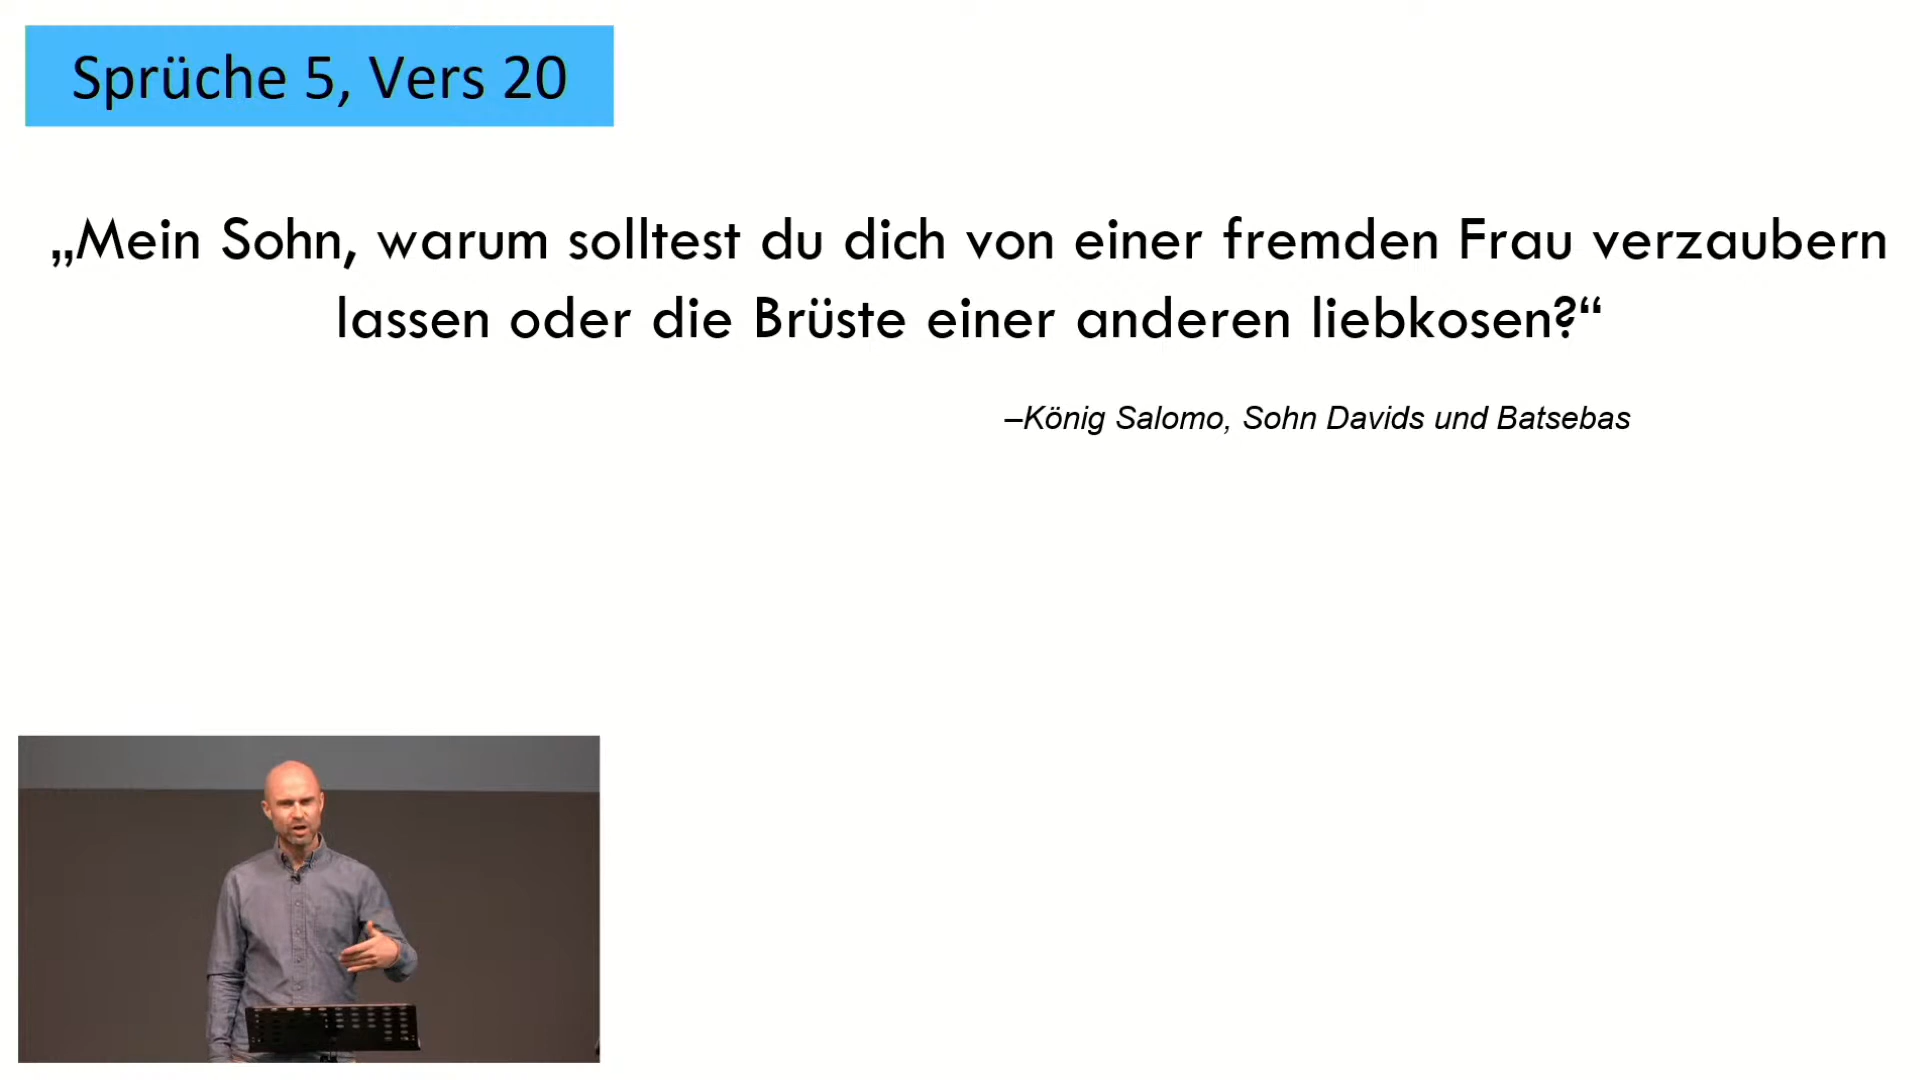 Sprüche 5, Vers 20
„Mein Sohn, warum solltest du dich von einer fremden Frau verzaubern
lassen oder die Brüste einer anderen liebkosen?“
–König Salomo, Sohn Davids und Batsebas